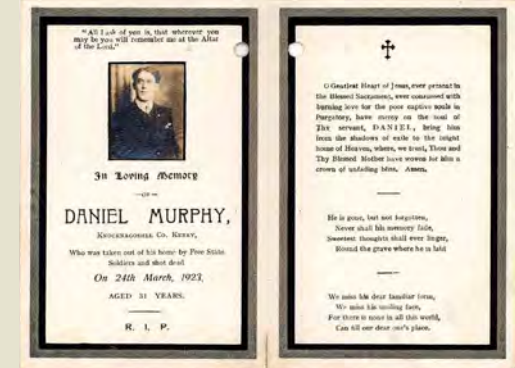 "All I ask of you is, that wherever you
may be you will remember me at the Altar
of the Lord."
In Loving Memory
—OF—
DANIEL MURPHY,
KNOCKNAGOSHEL CO. KERRY,
Who was taken out of his home by Free State
Soldiers and shot dead
On 24th March, 1923,
AGED 31 YEARS.
R. I. P.
O Gentlest Heart of Jesus, ever present in
the Blessed Sacrament, ever consumed with
burning love for the poor captive souls in
Purgatory, have mercy on the soul of
Thy servant, DANIEL, bring him
from the shadows of exile to the bright
home of Heaven, where, we trust, Thou and
Thy Blessed Mother have woven for him a
crown of unfading bliss. Amen.
He is gone, but not forgotten,
Never shall his memory fade,
Sweetest thoughts shall ever linger,
Round the grave where he is laid
We miss his dear familiar form,
We miss his smiling face,
For there is none in all this world,
Can fill our dear one's place.